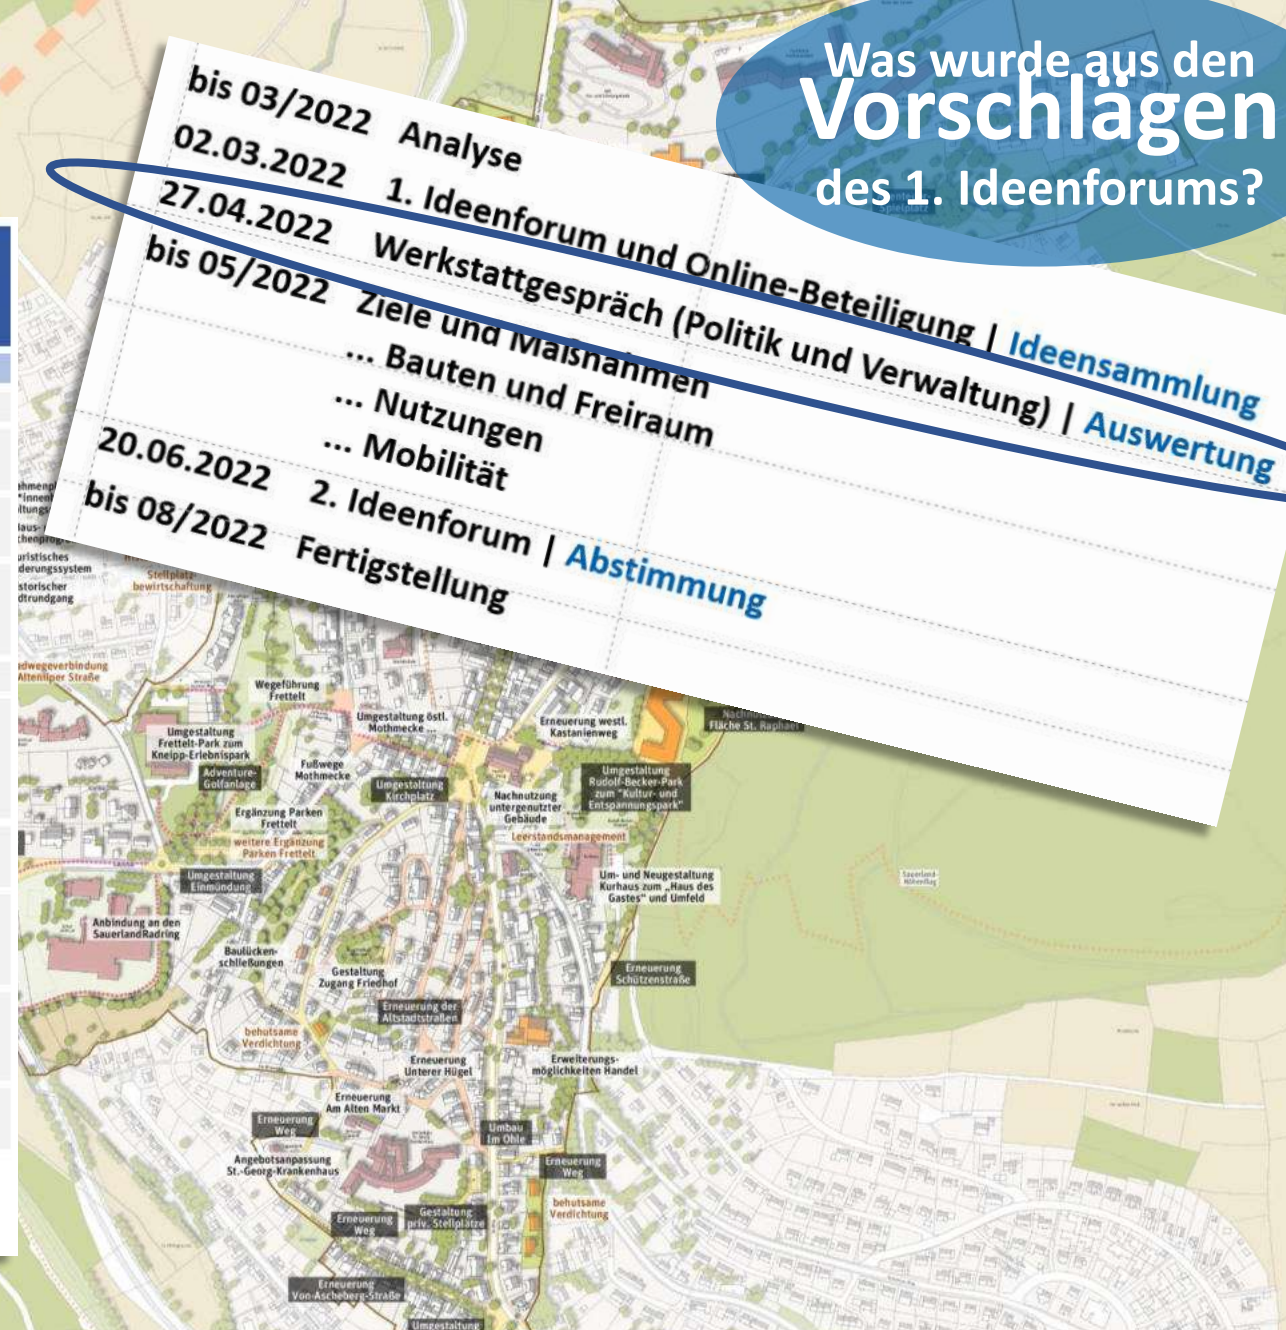 Was wurde aus den
Vorschlägen
des 1. Ideenforums?
bis 03/2022 Analyse
02.03.2022 1. Ideenforum und Online-Beteiligung | Ideensammlung
27.04.2022 Werkstattgespräch (Politik und Verwaltung) | Auswertung
bis 05/2022 Ziele und Maßnahmen
... Bauten und Freiraum
... Nutzungen
... Mobilität
20.06.2022 2. Ideenforum | Abstimmung
bis 08/2022 Fertigstellung
Stellplatz-
bewirtschaftung
Wegeführung
Frettelt
Umgestaltung östl.
Mothmecke ...
Erneuerung westl.
Kastanienweg
Fläche St. Raphael
Umgestaltung
Frettelt-Park zum
Kneipp-Erlebnispark
Adventure-
Golfanlage
Fußwege
Mothmecke
Umgestaltung
Kirchplatz
Nachnutzung
untergenutzter
Gebäude
Umgestaltung
Rudolf-Becker-Park
zum "Kultur- und
Entspannungspark"
Ergänzung Parken
Frettelt
weitere Ergänzung
Parken Frettelt
Leerstandsmanagement
Umgestaltung
Einmündung
Um- und Neugestaltung
Kurhaus zum „Haus des
Gastes" und Umfeld
Sauerland-
Höhenflug
Anbindung an den
SauerlandRadring
Baulücken-
schließungen
Gestaltung
Zugang Friedhof
Erneuerung
Schützenstraße
Erneuerung der
Altstadtstraßen
behutsame
Verdichtung
Erneuerung
Unterer Hügel
Erweiterungs-
möglichkeiten Handel
Erneuerung
Am Alten Markt
Erneuerung
Weg
Umbau
Im Ohle
Angebotsanpassung
St.-Georg-Krankenhaus
Erneuerung
Weg
behutsame
Verdichtung
Erneuerung
Weg
Gestaltung
priv. Stellplätze
Erneuerung
Von-Ascheberg-Straße
Umgestaltung